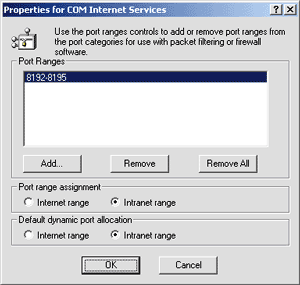 Properties for COM Internet Services
Use the port ranges controls to add or remove port ranges from
the port categories for use with packet filtering or firewall
software.
Port Ranges
8192-8195
Add... Remove Remove All
Port range assignment
Internet range Intranet range
Default dynamic port allocation
Internet range Intranet range
OK Cancel